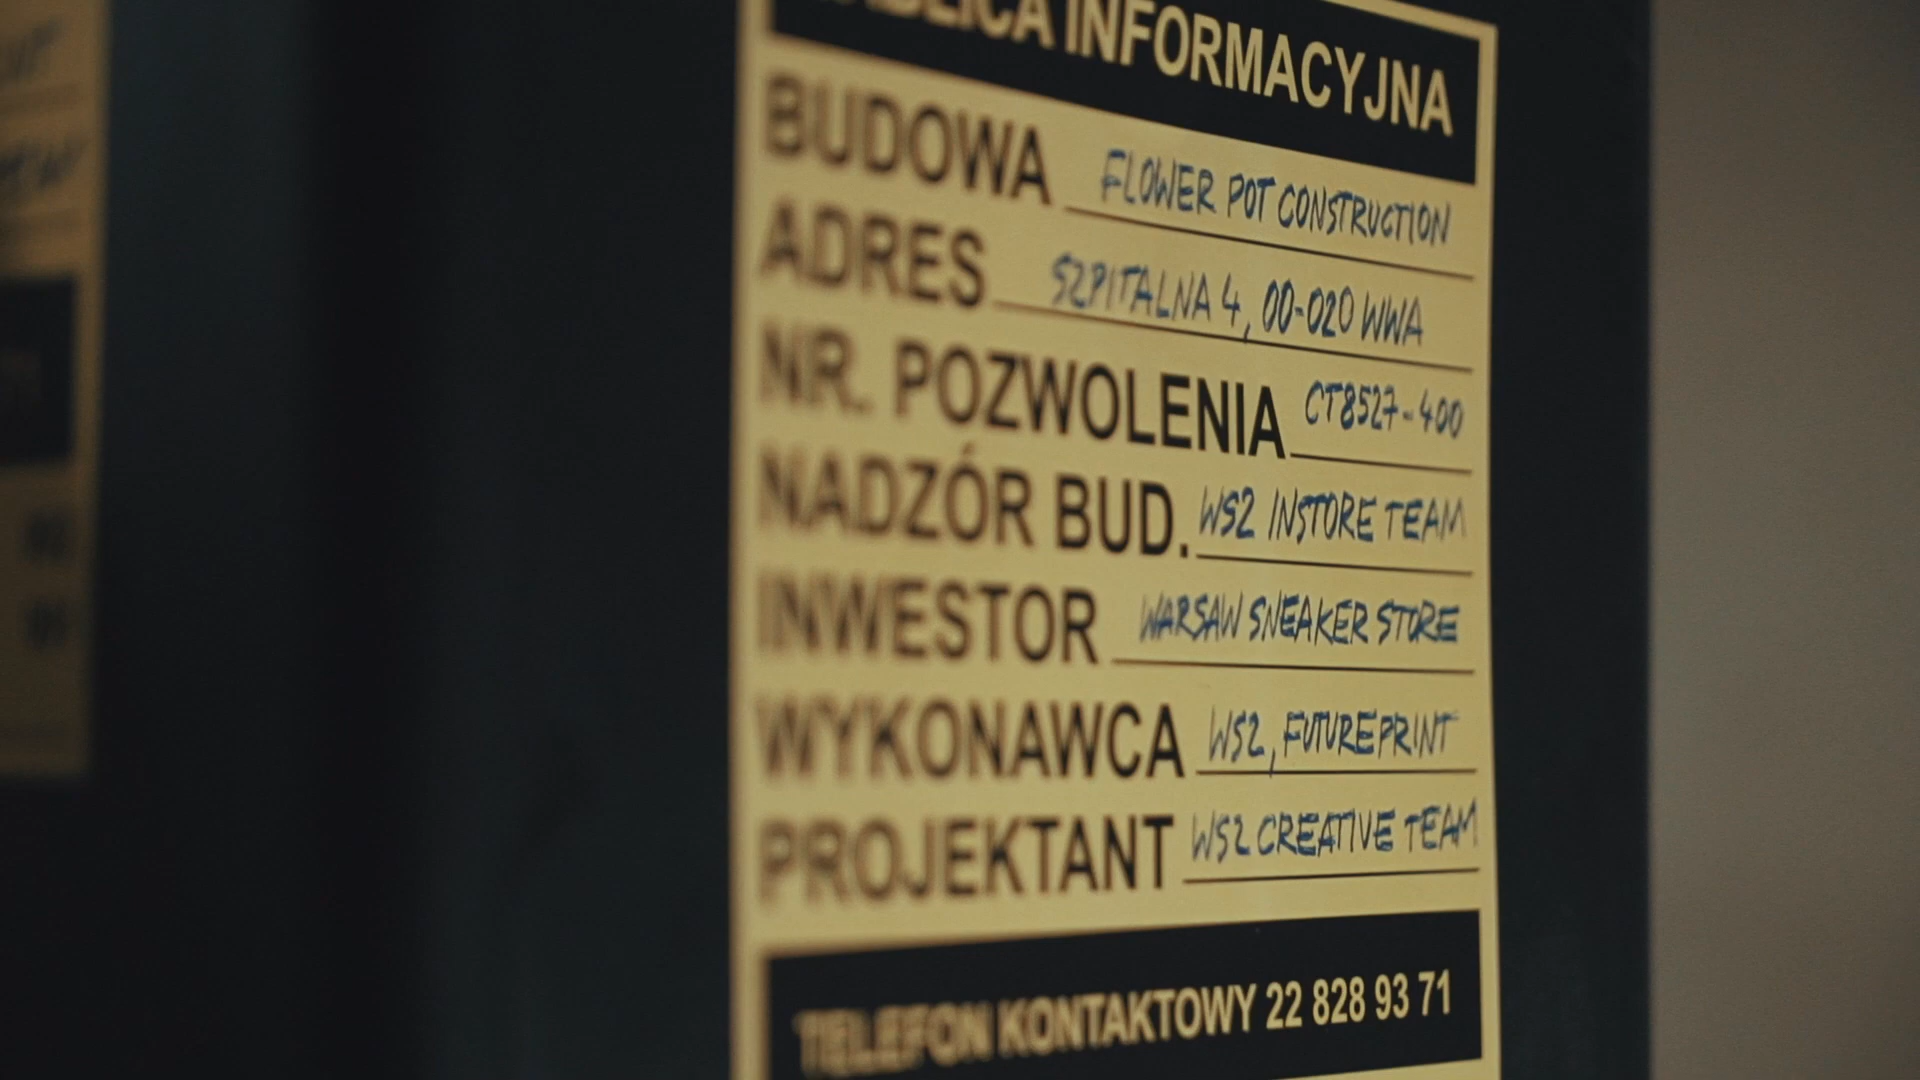 TABLICA INFORMACYJNA
BUDOWA FLOWER POT CONSTRUCTION
ADRES SZPITALNA 4, 00-020 WWA
NR. POZWOLENIA CT8527-400
NADZÓR BUD. WS2 INSTORE TEAM
INWESTOR WARSAW SNEAKER STORE
WYKONAWCA WS2, FUTUREPRINT
PROJEKTANT WS2 CREATIVE TEAM
TELEFON KONTAKTOWY 22 828 93 71